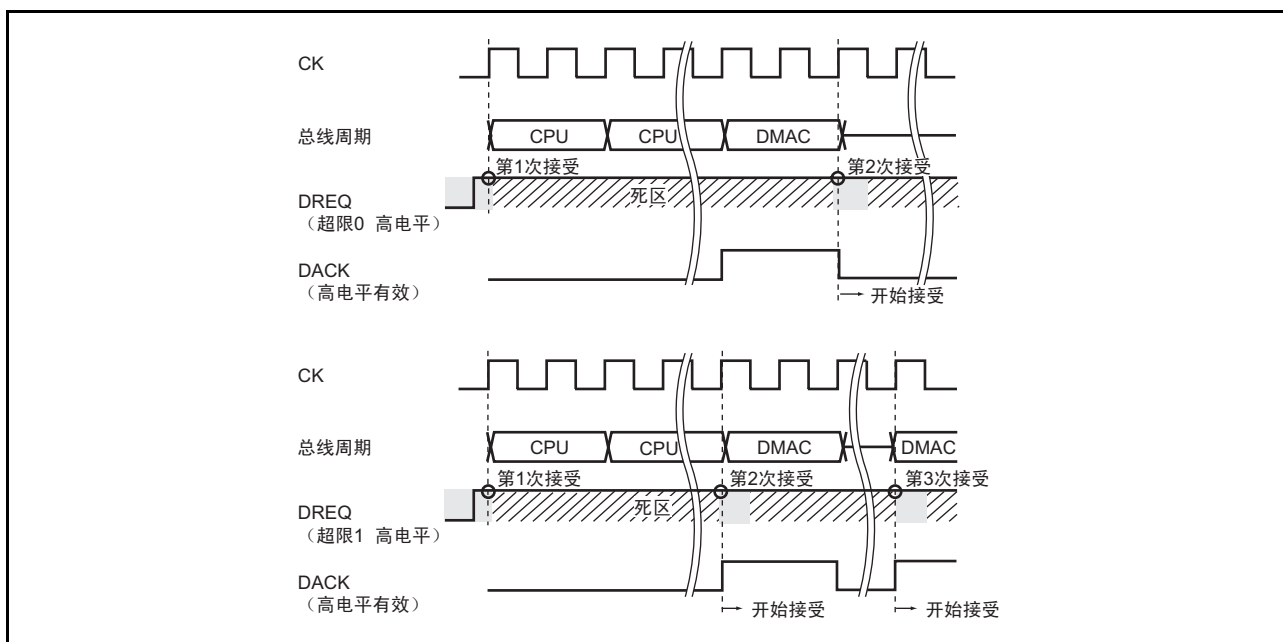 CK
总线周期 CPU CPU DMAC
第1次接受 第2次接受
DREQ 死区
（超限0 高电平）
DACK
（高电平有效） 开始接受
CK
总线周期 CPU CPU DMAC DMAC
第1次接受 第2次接受 第3次接受
DREQ 死区
（超限1 高电平）
DACK
（高电平有效） 开始接受 开始接受